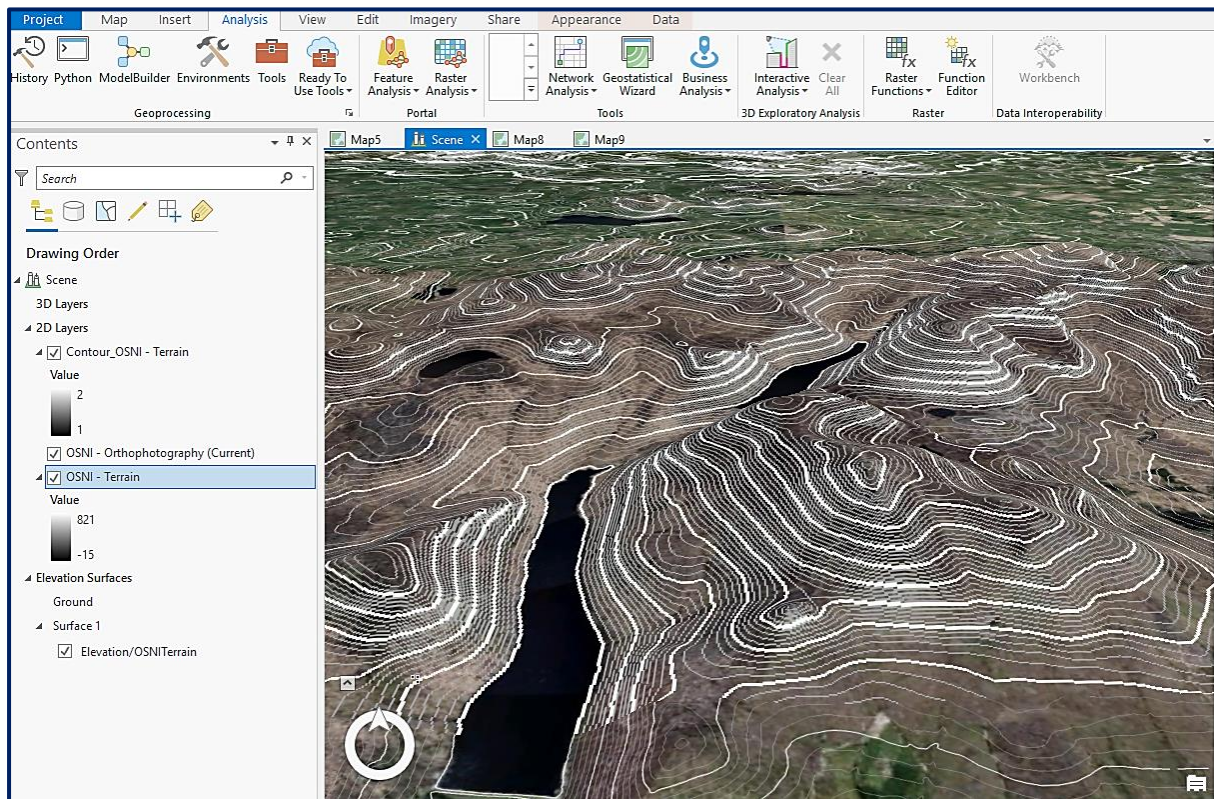 Project Map Insert Analysis View Edit Imagery Share Appearance Data
History Python ModelBuilder Environments Tools Ready To Use Tools
Feature Analysis Raster Analysis
Network Analysis Geostatistical Wizard Business Analysis
Interactive Analysis Clear All
Raster Functions Function Editor
Workbench
Geoprocessing Portal Tools 3D Exploratory Analysis Raster Data Interoperability
Contents
Map5 Scene Map8 Map9
Search
Drawing Order
Scene
3D Layers
2D Layers
Contour_OSNI - Terrain
Value
2
1
OSNI - Orthophotography (Current)
OSNI - Terrain
Value
821
-15
Elevation Surfaces
Ground
Surface 1
Elevation/OSNITerrain